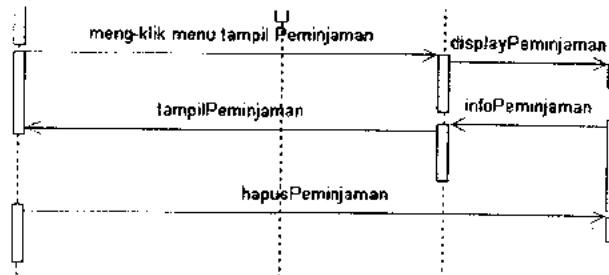 meng-klik menu tampil Peminjaman
displayPeminjaman
tampilPeminjaman
infoPeminjaman
hapusPeminjaman